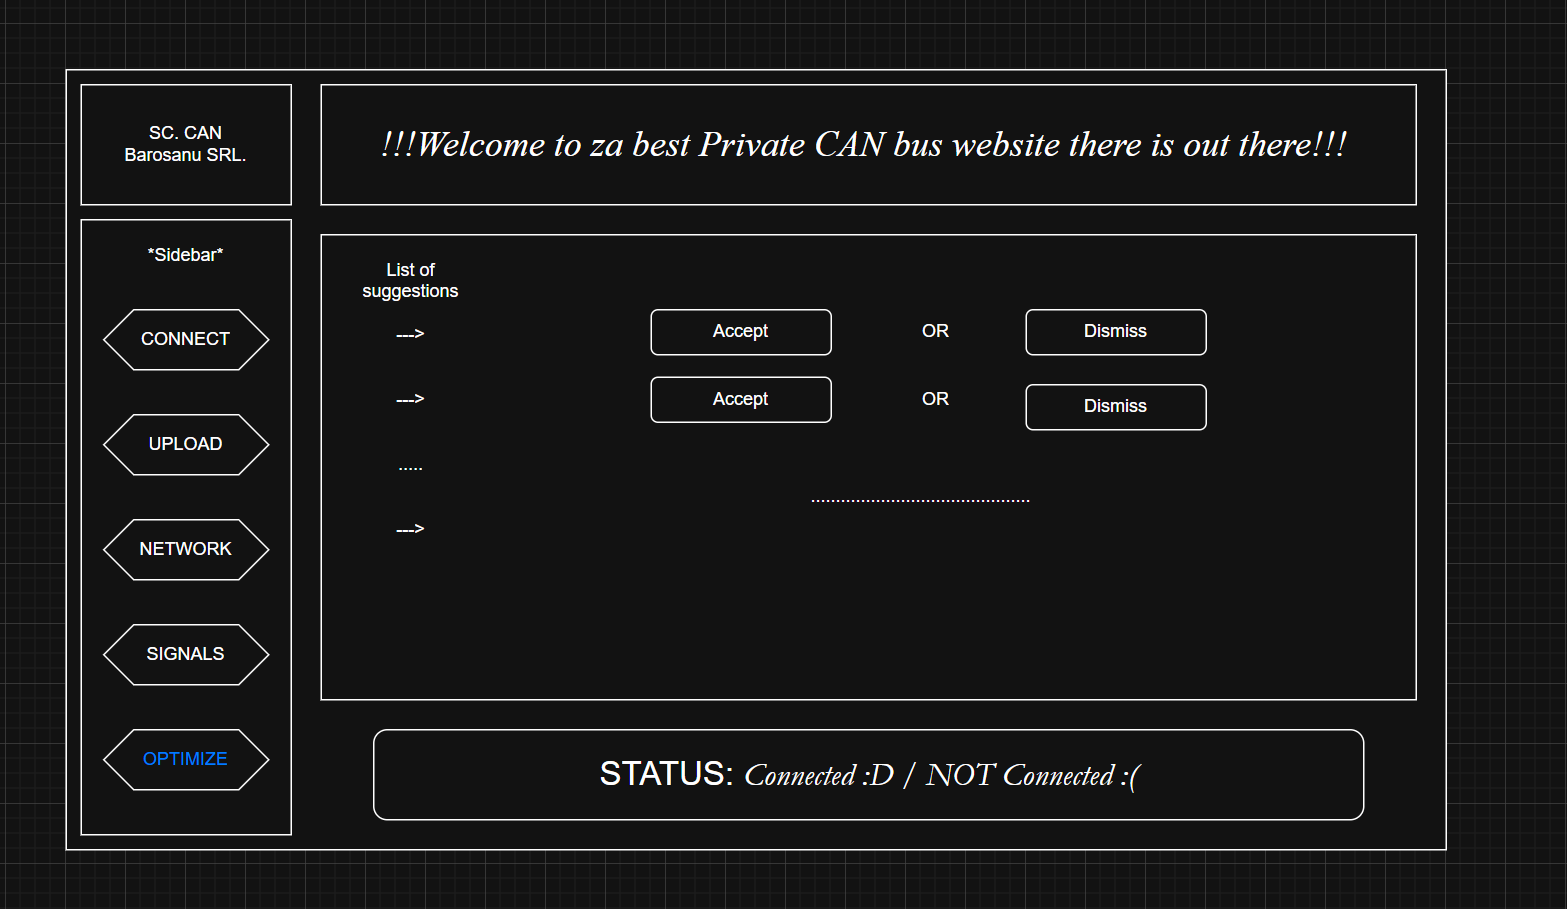 SC. CAN
Barosanu SRL.
!!!Welcome to za best Private CAN bus website there is out there!!!
*Sidebar*
CONNECT
UPLOAD
NETWORK
SIGNALS
OPTIMIZE
List of
suggestions
---> Accept OR Dismiss
---> Accept OR Dismiss
.....
............................................
--->
STATUS: Connected :D / NOT Connected :(